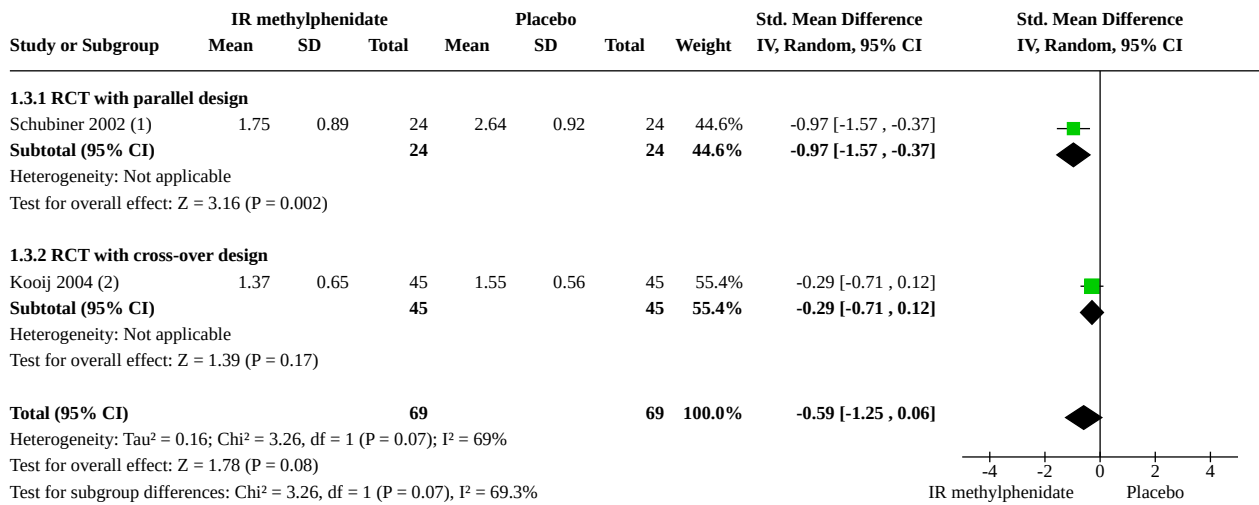 IR methylphenidate Placebo Std. Mean Difference Std. Mean Difference
Study or Subgroup Mean SD Total Mean SD Total Weight IV, Random, 95% CI IV, Random, 95% CI
1.3.1 RCT with parallel design
Schubiner 2002 (1) 1.75 0.89 24 2.64 0.92 24 44.6% -0.97 [-1.57 , -0.37]
Subtotal (95% CI) 24 24 44.6% -0.97 [-1.57 , -0.37]
Heterogeneity: Not applicable
Test for overall effect: Z = 3.16 (P = 0.002)
1.3.2 RCT with cross-over design
Kooij 2004 (2) 1.37 0.65 45 1.55 0.56 45 55.4% -0.29 [-0.71 , 0.12]
Subtotal (95% CI) 45 45 55.4% -0.29 [-0.71 , 0.12]
Heterogeneity: Not applicable
Test for overall effect: Z = 1.39 (P = 0.17)
Total (95% CI) 69 69 100.0% -0.59 [-1.25 , 0.06]
Heterogeneity: Tau² = 0.16; Chi² = 3.26, df = 1 (P = 0.07); I² = 69%
Test for overall effect: Z = 1.78 (P = 0.08)
Test for subgroup differences: Chi² = 3.26, df = 1 (P = 0.07), I² = 69.3%
-4 -2 0 2 4
IR methylphenidate Placebo